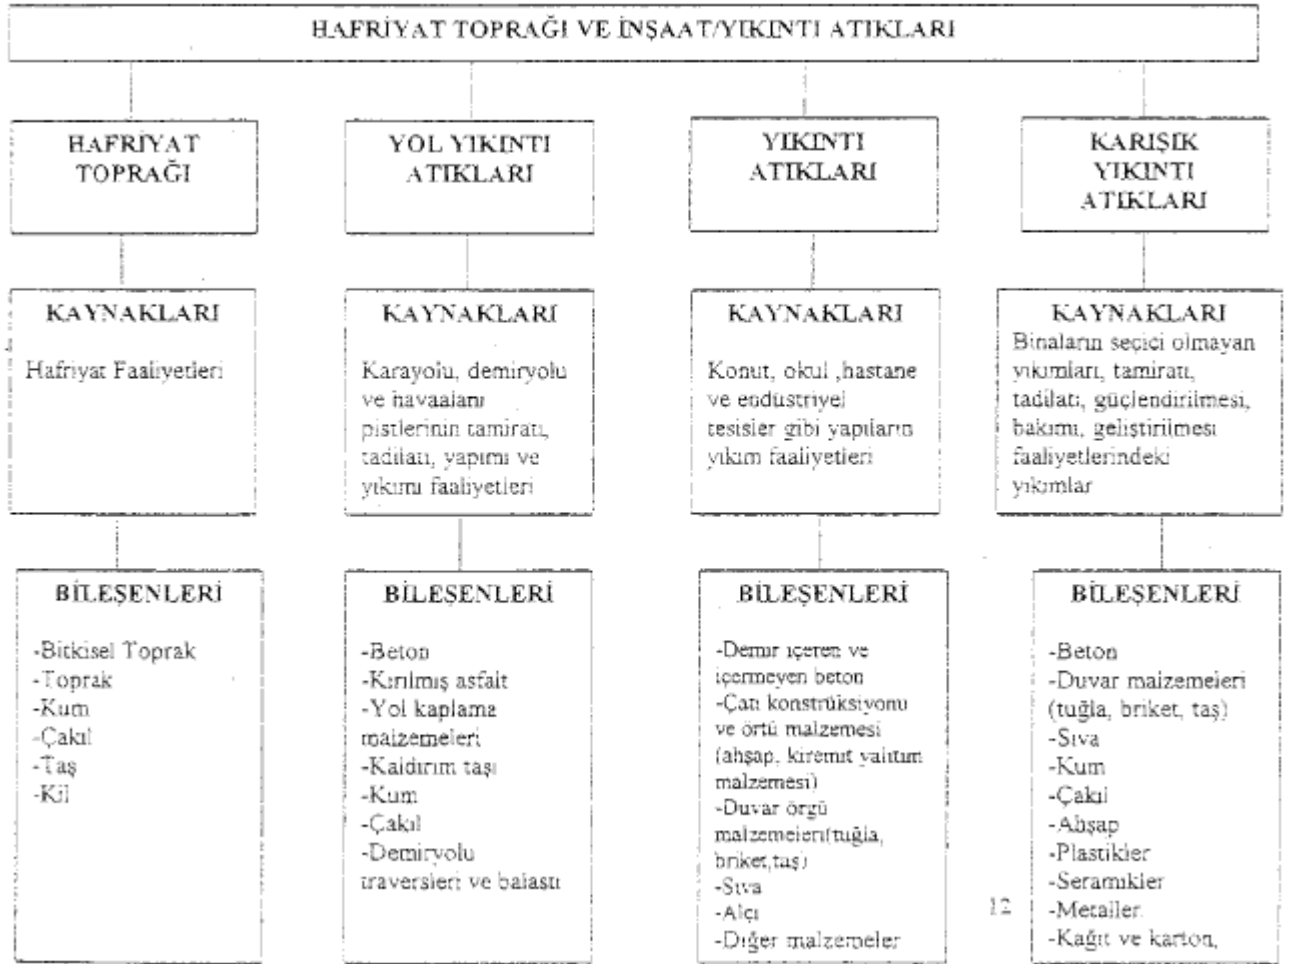 HAFRİYAT TOPRAĞI VE İNŞAAT/YIKINTI ATIKLARI
HAFRİYAT
TOPRAĞI
YOL YIKINTI
ATIKLARI
YIKINTI
ATIKLARI
KARIŞIK
YIKINTI
ATIKLARI
KAYNAKLARI
Hafriyat Faaliyetleri
KAYNAKLARI
Karayolu, demiryolu
ve havaalanı
pistlerinin tamiratı,
tadilatı, yapımı ve
yıkımı faaliyetleri
KAYNAKLARI
Konut, okul ,hastane
ve endüstriyel
tesisler gibi yapıların
yıkım faaliyetleri
KAYNAKLARI
Binaların seçici olmayan
yıkımları, tamiratı,
tadilatı, güçlendirilmesi,
bakımı, geliştirilmesi
faaliyetlerindeki
yıkımlar
BİLEŞENLERİ
-Bitkisel Toprak
-Toprak
-Kum
-Çakıl
-Taş
-Kil
BİLEŞENLERİ
-Beton
-Kırılmış asfalt
-Yol kaplama
malzemeleri
-Kaldırım taşı
-Kum
-Çakıl
-Demiryolu
traversleri ve balastı
BİLEŞENLERİ
-Demir içeren ve
içermeyen beton
-Çatı konstrüksiyonu
ve örtü malzemesi
(ahşap, kiremit yalıtım
malzemesi)
-Duvar örgü
malzemeleri(tuğla,
briket,taş)
-Sıva
-Alçı
-Diğer malzemeler
BİLEŞENLERİ
-Beton
-Duvar malzemeleri
(tuğla, briket, taş)
-Sıva
-Kum
-Çakıl
-Ahşap
-Plastikler
-Seramikler
-Metaller
-Kağıt ve karton,
12